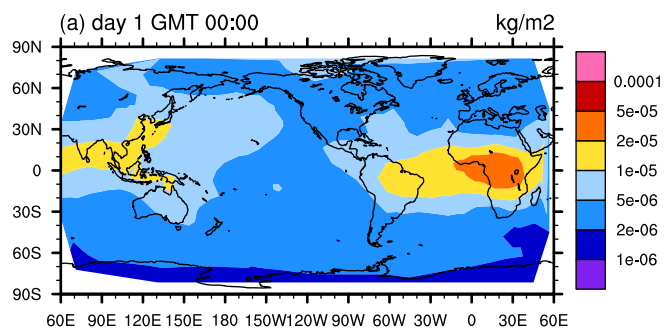 (a) day 1 GMT 00:00 kg/m2
90N
60N
30N
0
30S
60S
90S
60E 90E 120E 150E 180 150W 120W 90W 60W 30W 0 30E 60E
0.0001
5e-05
2e-05
1e-05
5e-06
2e-06
1e-06